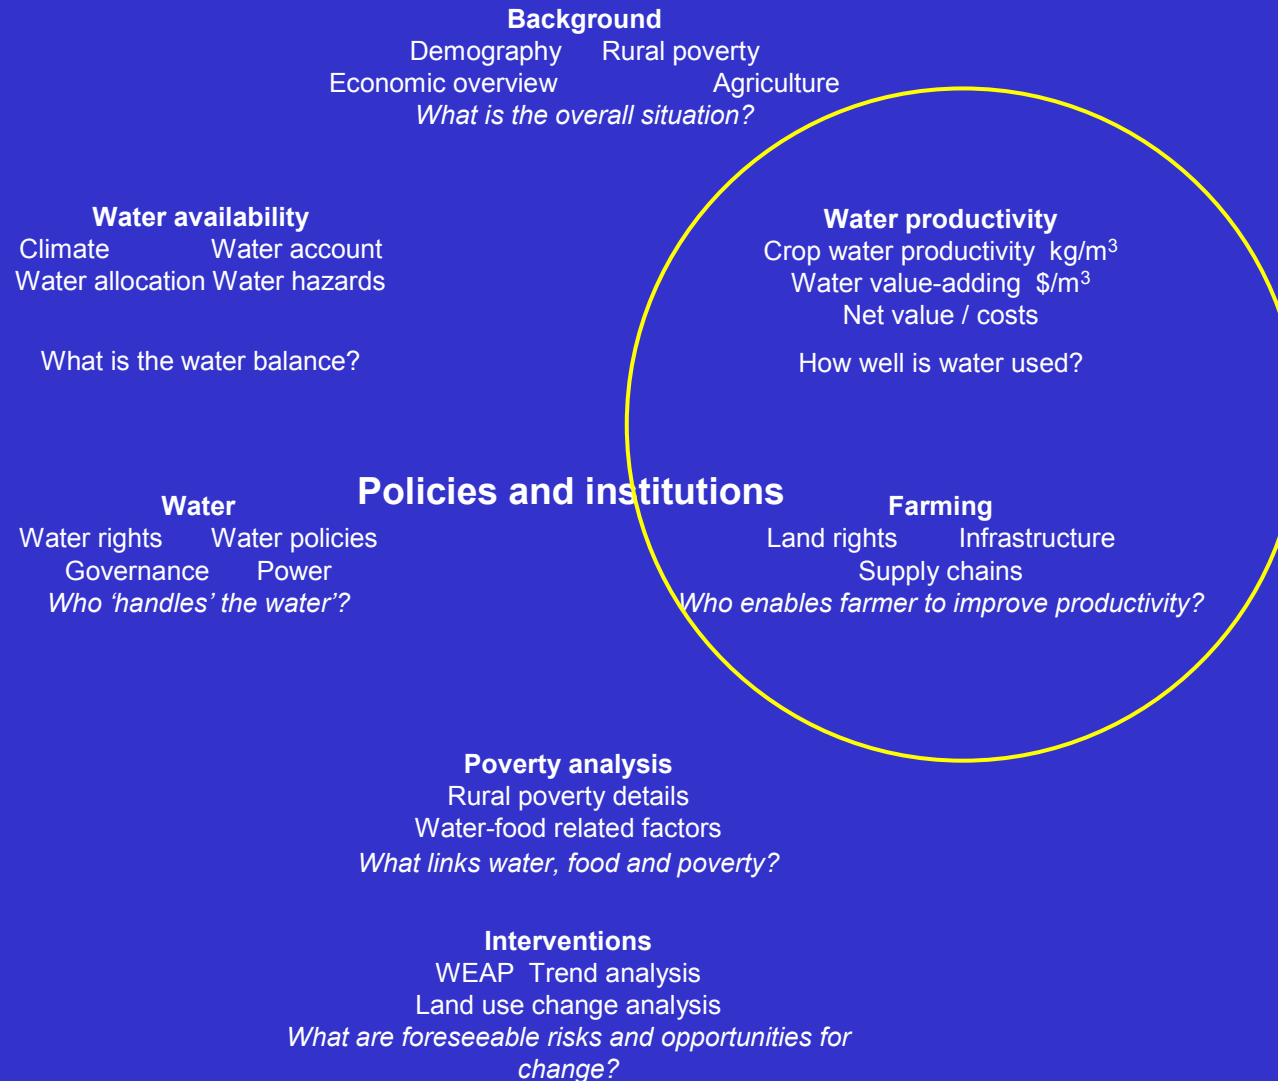 Background
Demography Rural poverty
Economic overview Agriculture
What is the overall situation?
Water availability
Climate Water account
Water allocation Water hazards
What is the water balance?
Water productivity
Crop water productivity kg/m³
Water value-adding $/m³
Net value / costs
How well is water used?
Policies and institutions
Water
Water rights Water policies
Governance Power
Who ‘handles’ the water’?
Farming
Land rights Infrastructure
Supply chains
Who enables farmer to improve productivity?
Poverty analysis
Rural poverty details
Water-food related factors
What links water, food and poverty?
Interventions
WEAP Trend analysis
Land use change analysis
What are foreseeable risks and opportunities for
change?